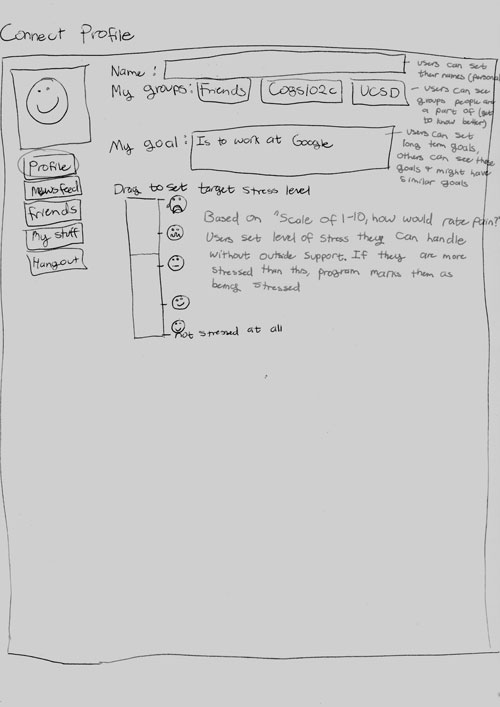 Connect Profile
Name:
Users can set their names (personal
My groups: Friends Cogs102c UCSD
Users can see
groups people are
a part of (get
to know better)
My goal: Is to work at Google
Users can set
long term goals,
others can see these
goals + might have
similar goals
Profile
Newsfeed
Friends
My stuff
Hangout
Drag to set target stress level
Based on "Scale of 1-10, how would rate pain?"
Users set level of stress they can handle
without outside support. If they are more
stressed than this, program marks them as
being stressed
Not stressed at all